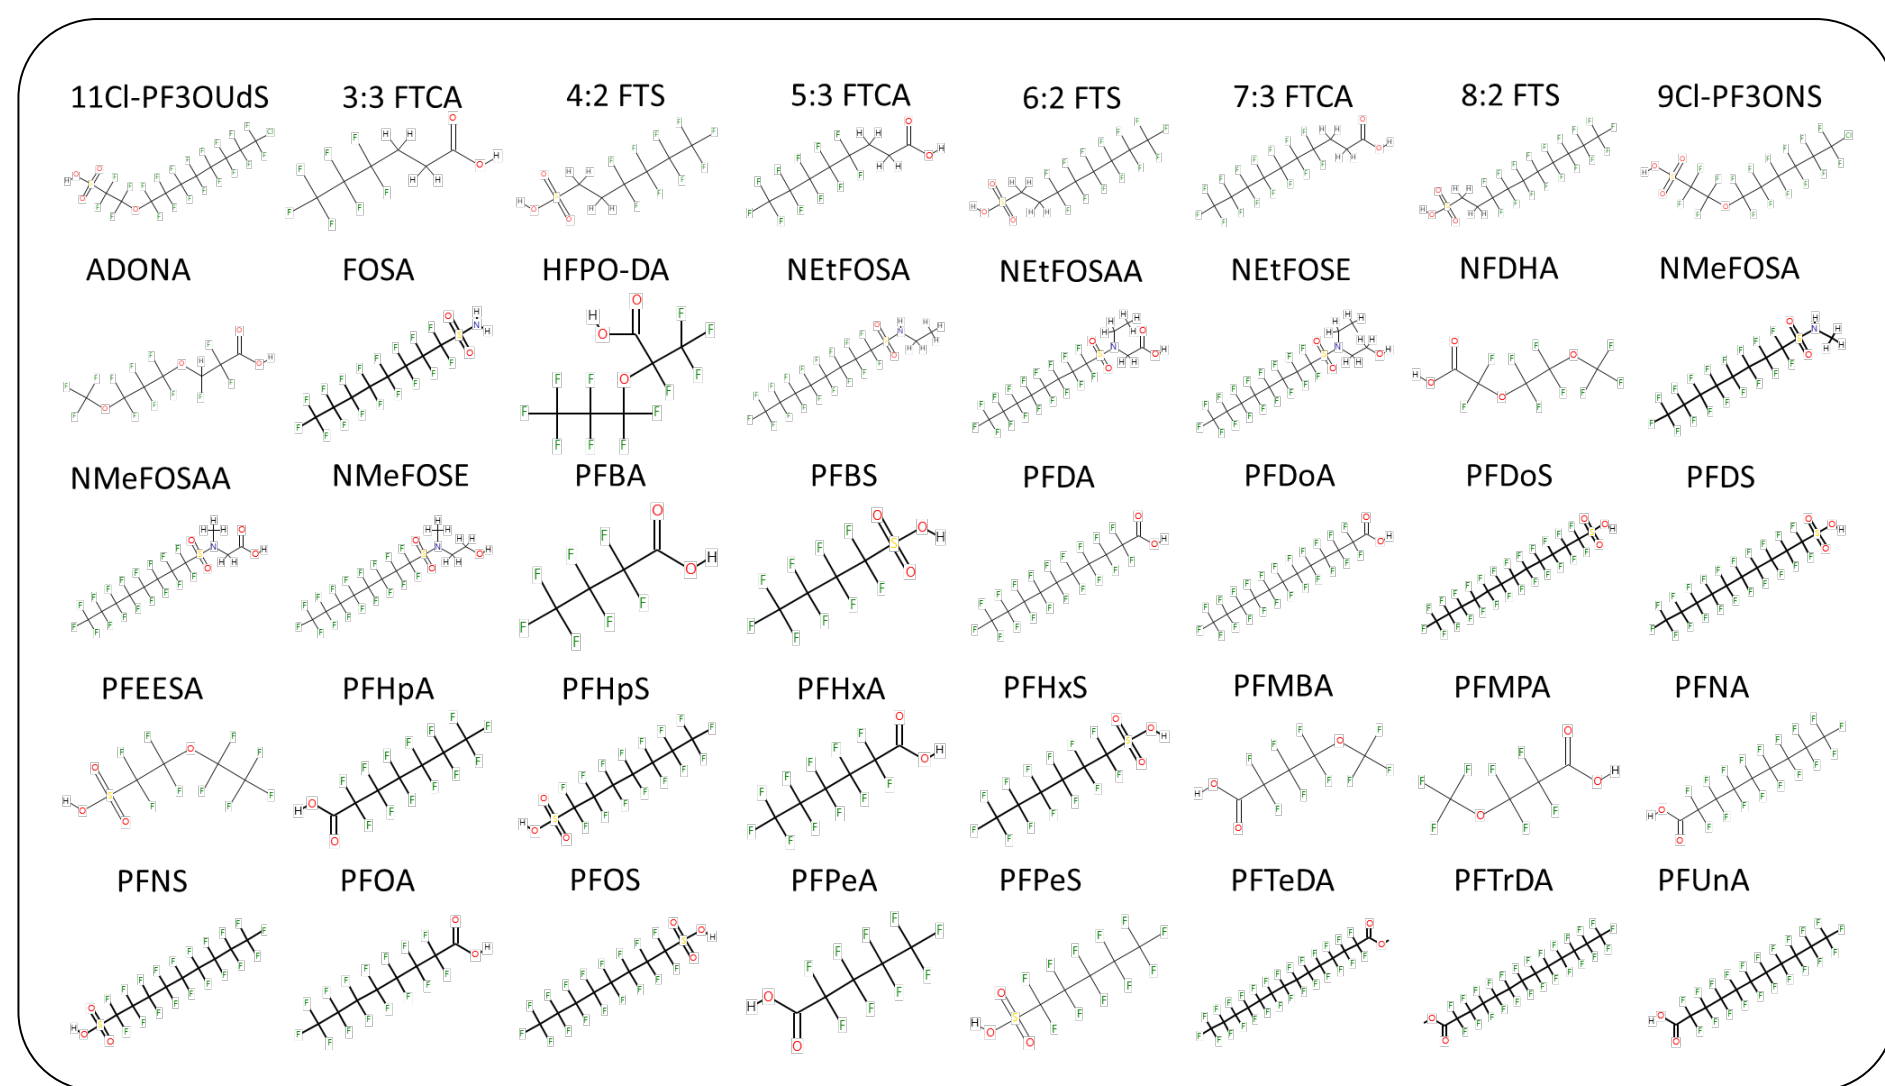 11Cl-PF3OUdS 3:3 FTCA 4:2 FTS 5:3 FTCA 6:2 FTS 7:3 FTCA 8:2 FTS 9Cl-PF3ONS
ADONA FOSA HFPO-DA NEtFOSA NEtFOSAA NEtFOSE NFDHA NMeFOSA
NMeFOSAA NMeFOSE PFBA PFBS PFDA PFDoA PFDoS PFDS
PFEESA PFHpA PFHpS PFHxA PFHxS PFMBA PFMPA PFNA
PFNS PFOA PFOS PFPeA PFPeS PFTeDA PFTrDA PFUnA